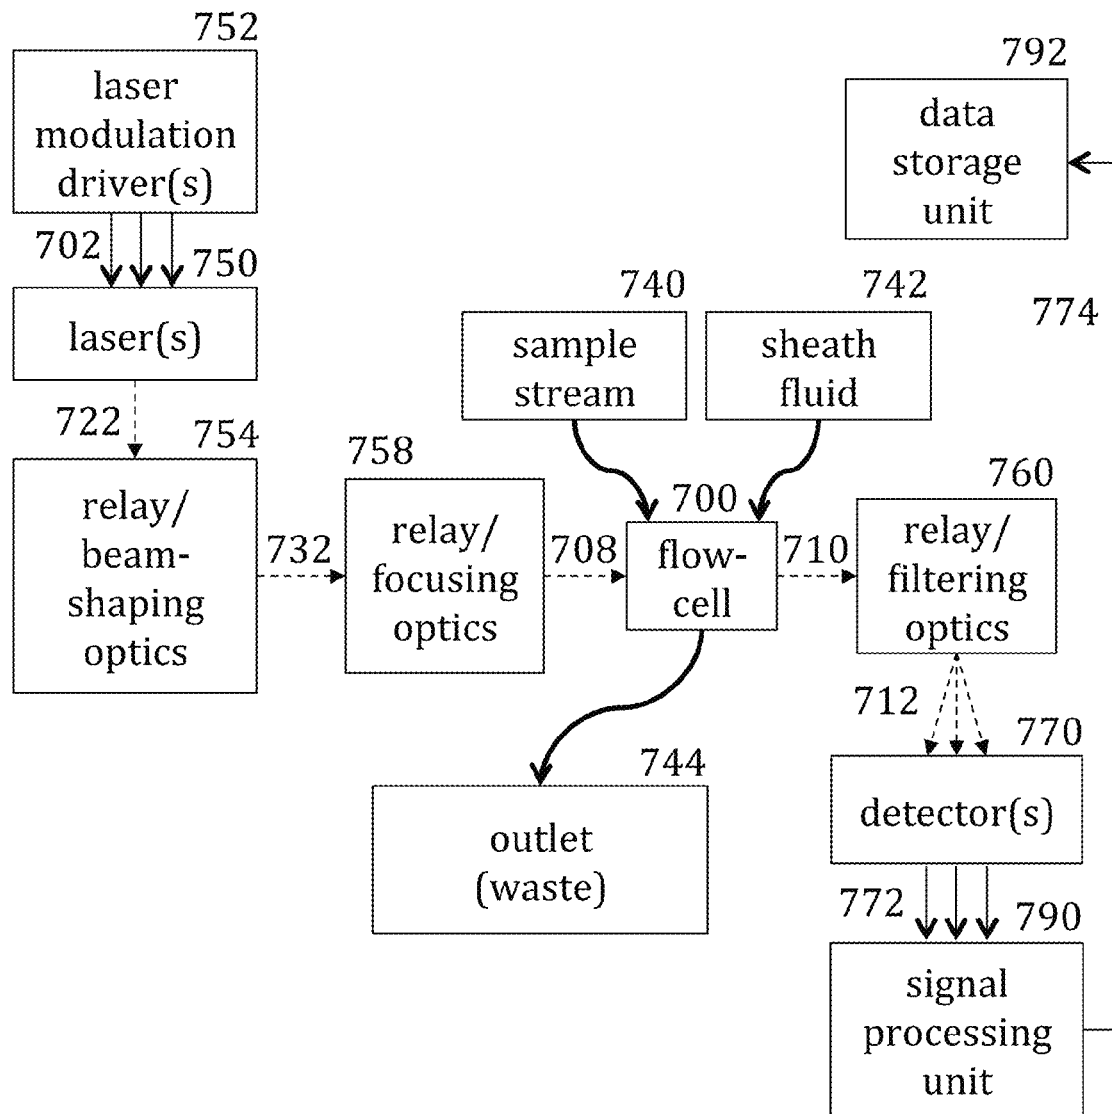 752
laser
modulation
driver(s)
702
750
laser(s)
722
754
relay/
beam-
shaping
optics
732
758
relay/
focusing
optics
708
740
sample
stream
742
sheath
fluid
700
flow-
cell
710
744
outlet
(waste)
760
relay/
filtering
optics
712
770
detector(s)
772
790
signal
processing
unit
774
792
data
storage
unit